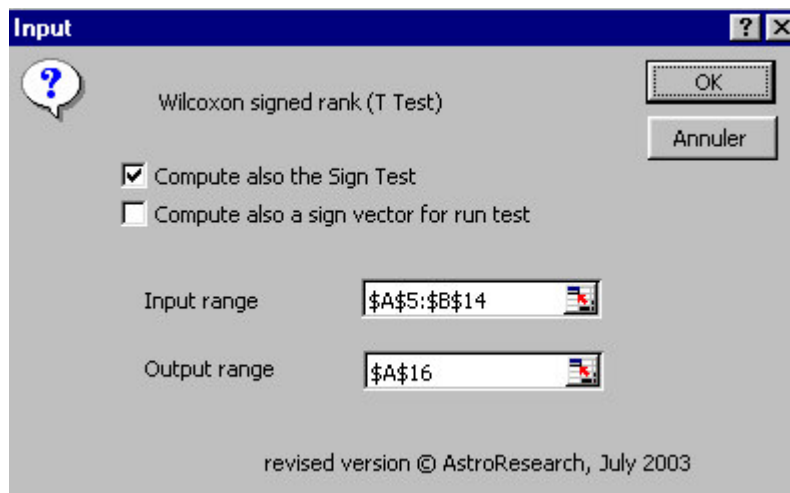 Input
Wilcoxon signed rank (T Test)
OK
Annuler
Compute also the Sign Test
Compute also a sign vector for run test
Input range
$A$5:$B$14
Output range
$A$16
revised version © AstroResearch, July 2003